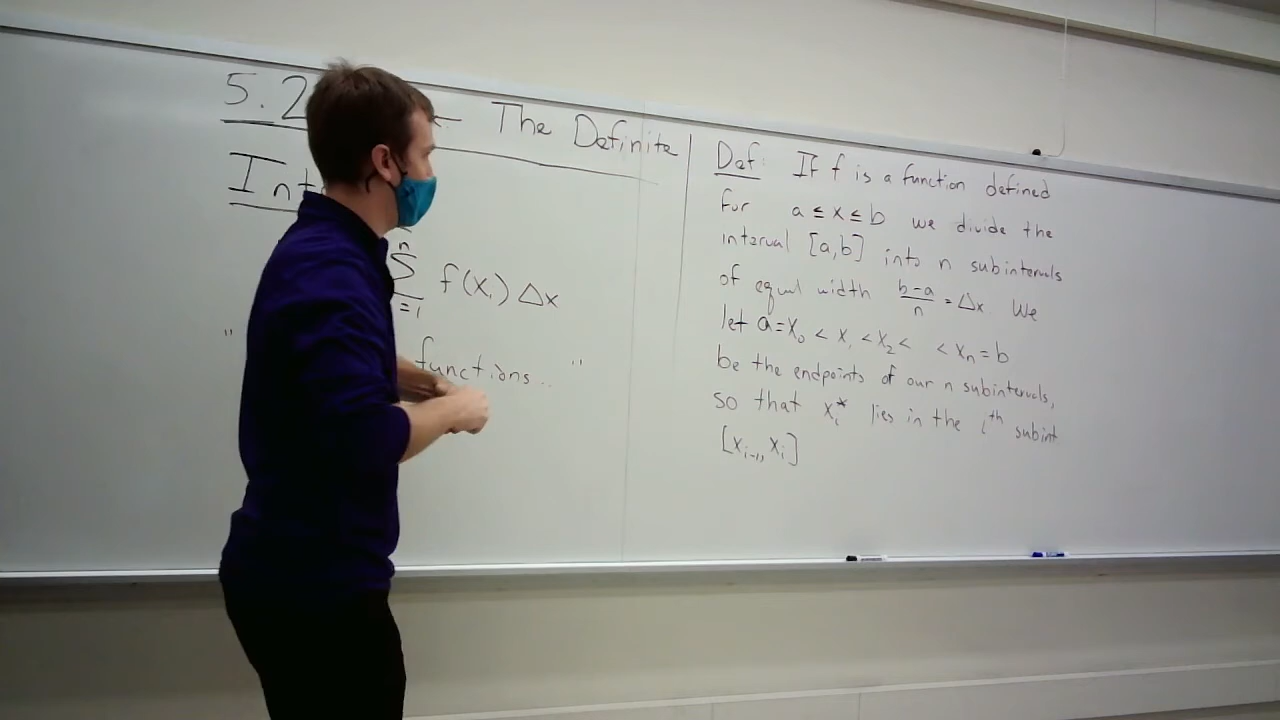 5.2 — The Definite
Int
n
Σ f(xᵢ) Δx
=1
" functions.. "
Def: If f is a function defined
for a ≤ x ≤ b we divide the
interval [a,b] into n subintervals
of equal width (b-a)/n = Δx We
let a = x₀ < x₁ < x₂ < < xₙ = b
be the endpoints of our n subintervals,
so that xᵢ* lies in the iᵗʰ subint
[xᵢ₋₁, xᵢ]